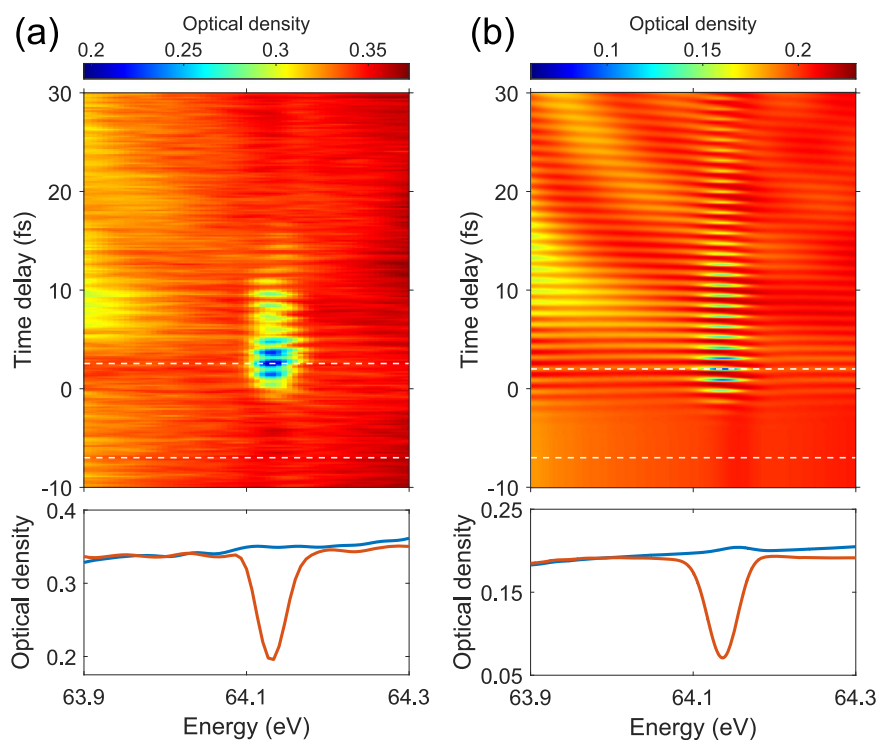 (a)
Optical density
0.2 0.25 0.3 0.35
30
20
10
0
-10
Time delay (fs)
0.4
0.3
0.2
Optical density
63.9 64.1 64.3
Energy (eV)
(b)
Optical density
0.1 0.15 0.2
30
20
10
0
-10
Time delay (fs)
0.25
0.15
0.05
Optical density
63.9 64.1 64.3
Energy (eV)